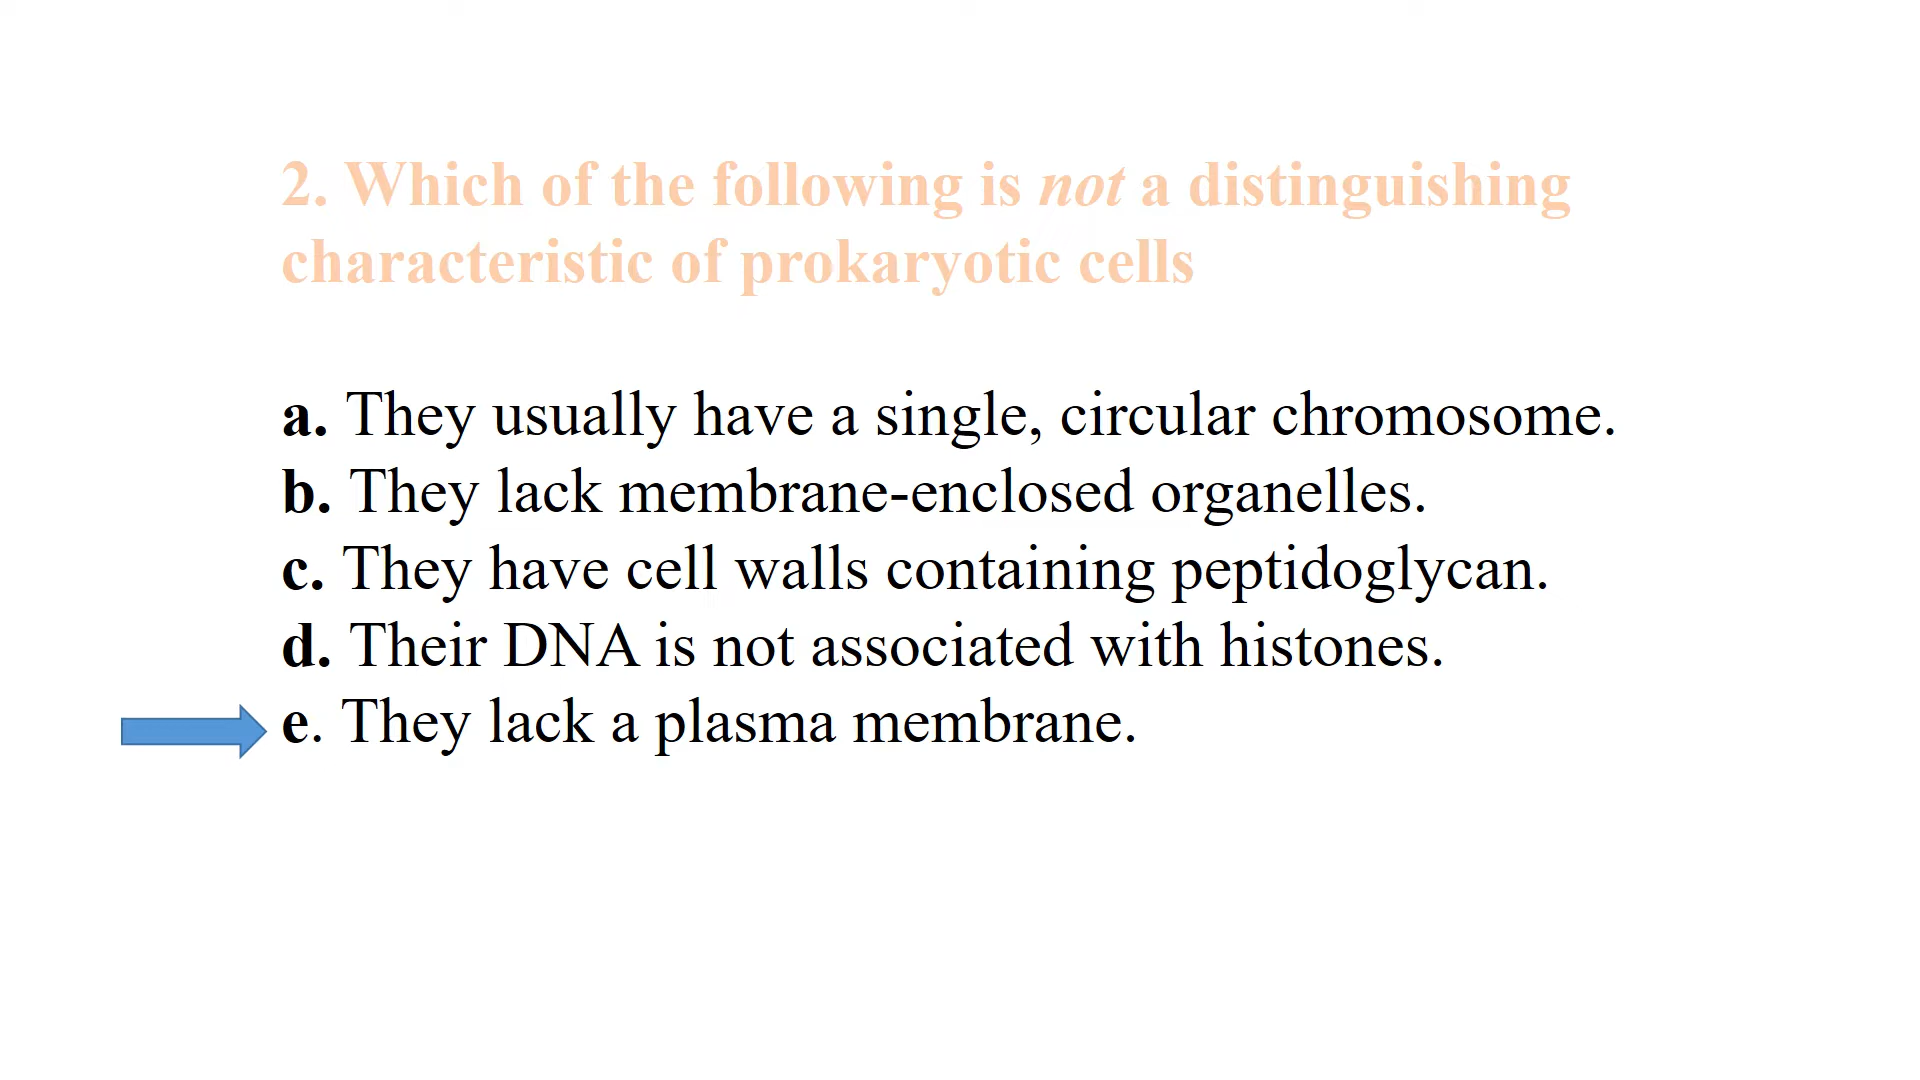 2. Which of the following is not a distinguishing
characteristic of prokaryotic cells
a. They usually have a single, circular chromosome.
b. They lack membrane-enclosed organelles.
c. They have cell walls containing peptidoglycan.
d. Their DNA is not associated with histones.
e. They lack a plasma membrane.